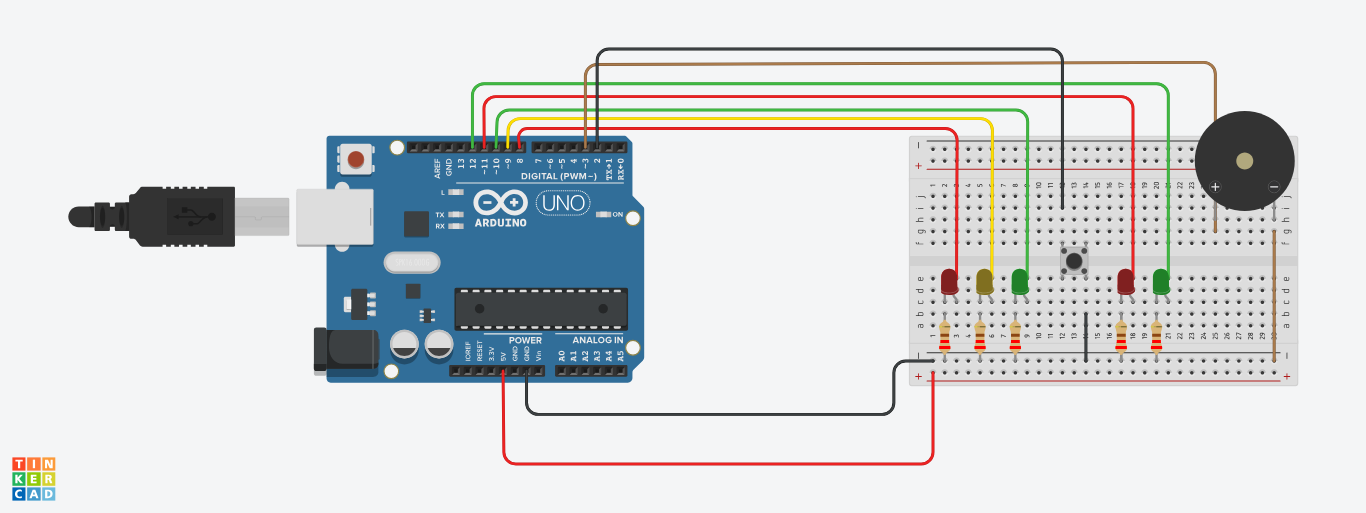 AREF
GND
13
12
~11
~10
~9
8
7
~6
~5
4
~3
2
TX→1
RX←0
DIGITAL (PWM~)
L
TX
RX
UNO
ARDUINO
ON
POWER
ANALOG IN
IOREF
RESET
3.3V
5V
GND
GND
Vin
A0
A1
A2
A3
A4
A5
TIN
KER
CAD